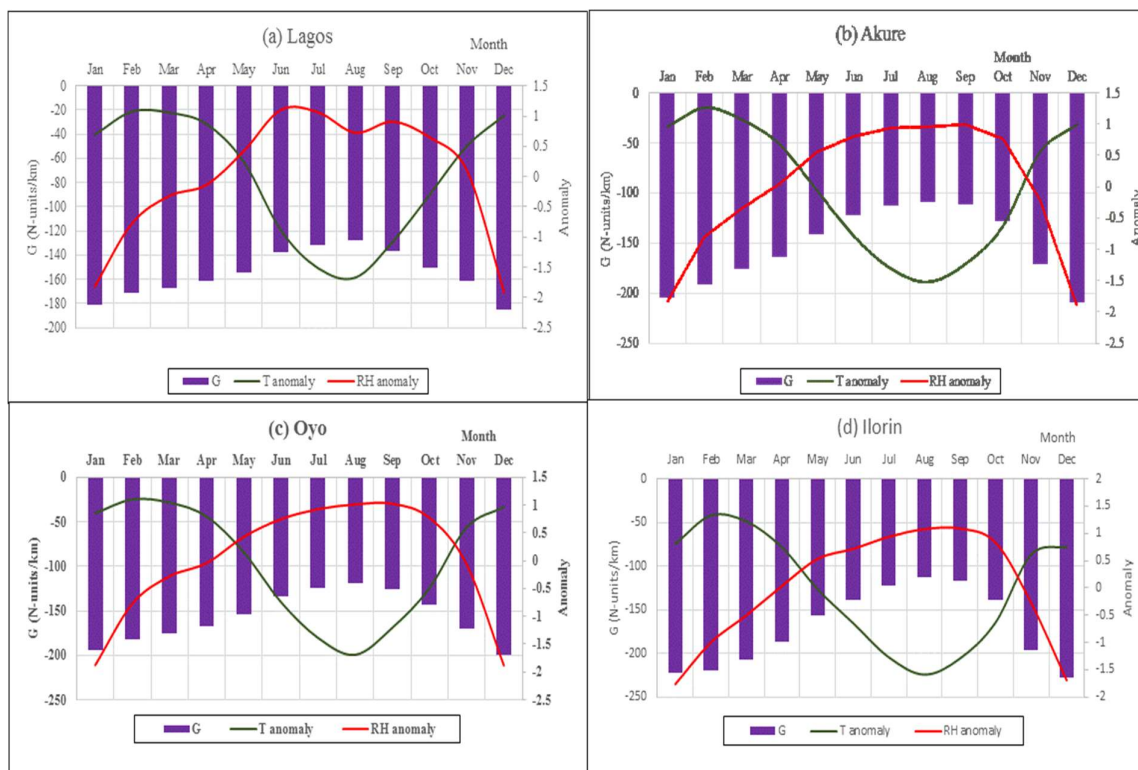 (a) Lagos
Month
Jan Feb Mar Apr May Jun Jul Aug Sep Oct Nov Dec
0
-20
-40
-60
-80
-100
-120
-140
-160
-180
-200
G (N-units/km)
1.5
1
0.5
0
-0.5
-1
-1.5
-2
-2.5
Anomaly
G T anomaly RH anomaly
(b) Akure
Month
Jan Feb Mar Apr May Jun Jul Aug Sep Oct Nov Dec
0
-50
-100
-150
-200
-250
G (N-units/km)
1.5
1
0.5
0
-0.5
-1
-1.5
-2
-2.5
Anomaly
G T anomaly RH anomaly
(c) Oyo
Month
Jan Feb Mar Apr May Jun Jul Aug Sep Oct Nov Dec
0
-50
-100
-150
-200
-250
G (N-units/km)
1.5
1
0.5
0
-0.5
-1
-1.5
-2
-2.5
Anomaly
G T anomaly RH anomaly
(d) Ilorin
Month
Jan Feb Mar Apr May Jun Jul Aug Sep Oct Nov Dec
0
-50
-100
-150
-200
-250
G (N-units/km)
2
1.5
1
0.5
0
-0.5
-1
-1.5
-2
Anomaly
G T anomaly RH anomaly